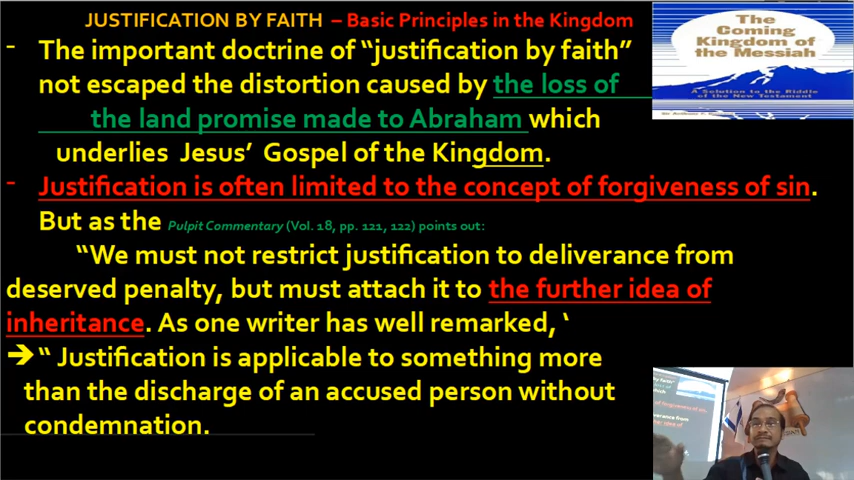 JUSTIFICATION BY FAITH – Basic Principles in the Kingdom
- The important doctrine of “justification by faith”
not escaped the distortion caused by the loss of
the land promise made to Abraham which
underlies Jesus’ Gospel of the Kingdom.
- Justification is often limited to the concept of forgiveness of sin.
But as the Pulpit Commentary (Vol. 18, pp. 121, 122) points out:
“We must not restrict justification to deliverance from
deserved penalty, but must attach it to the further idea of
inheritance. As one writer has well remarked, ‘
➔ “ Justification is applicable to something more
than the discharge of an accused person without
condemnation.
The
Coming
Kingdom of
the Messiah
A Solution to the Riddle
of the New Testament